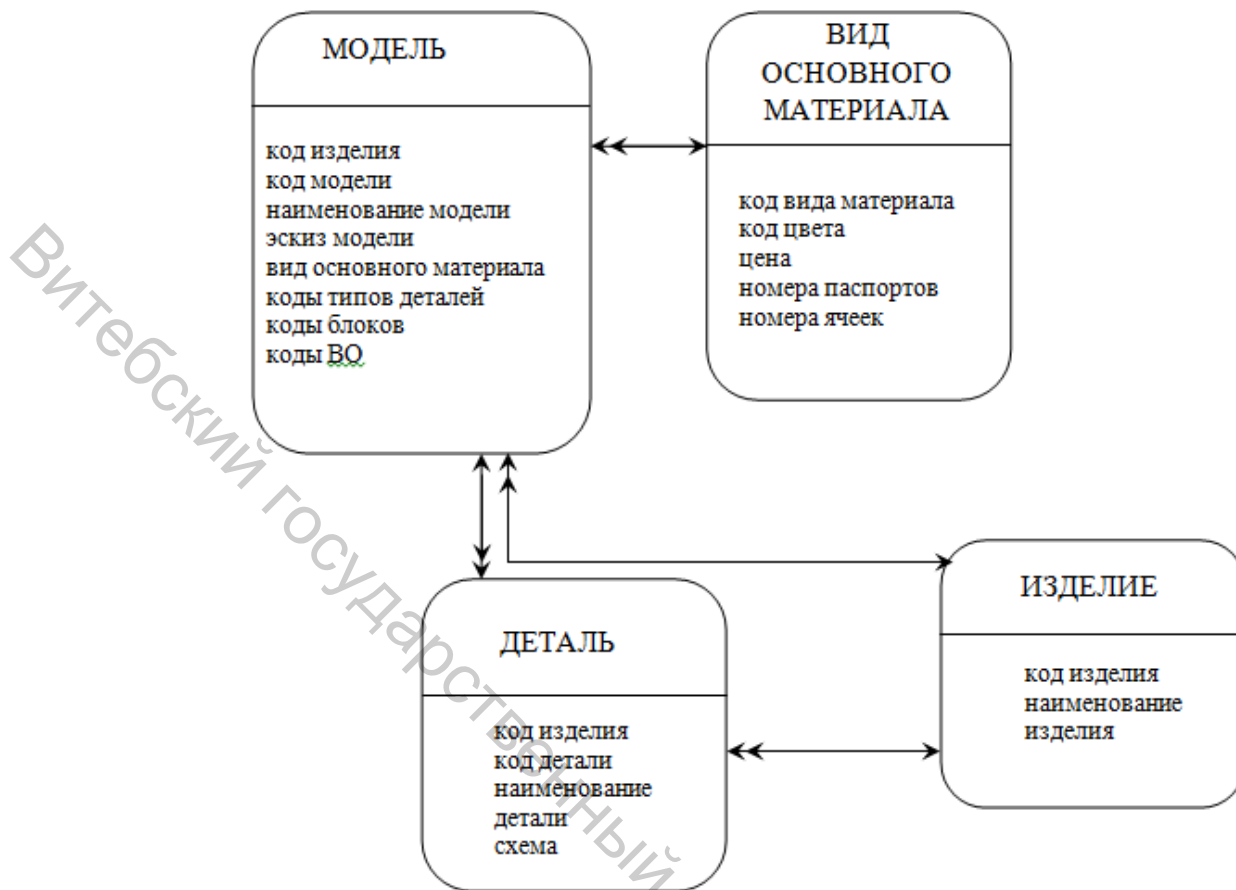 МОДЕЛЬ
код изделия
код модели
наименование модели
эскиз модели
вид основного материала
коды типов деталей
коды блоков
коды ВО
ВИД
ОСНОВНОГО
МАТЕРИАЛА
код вида материала
код цвета
цена
номера паспортов
номера ячеек
ДЕТАЛЬ
код изделия
код детали
наименование
детали
схема
ИЗДЕЛИЕ
код изделия
наименование
изделия
Витебский государственный